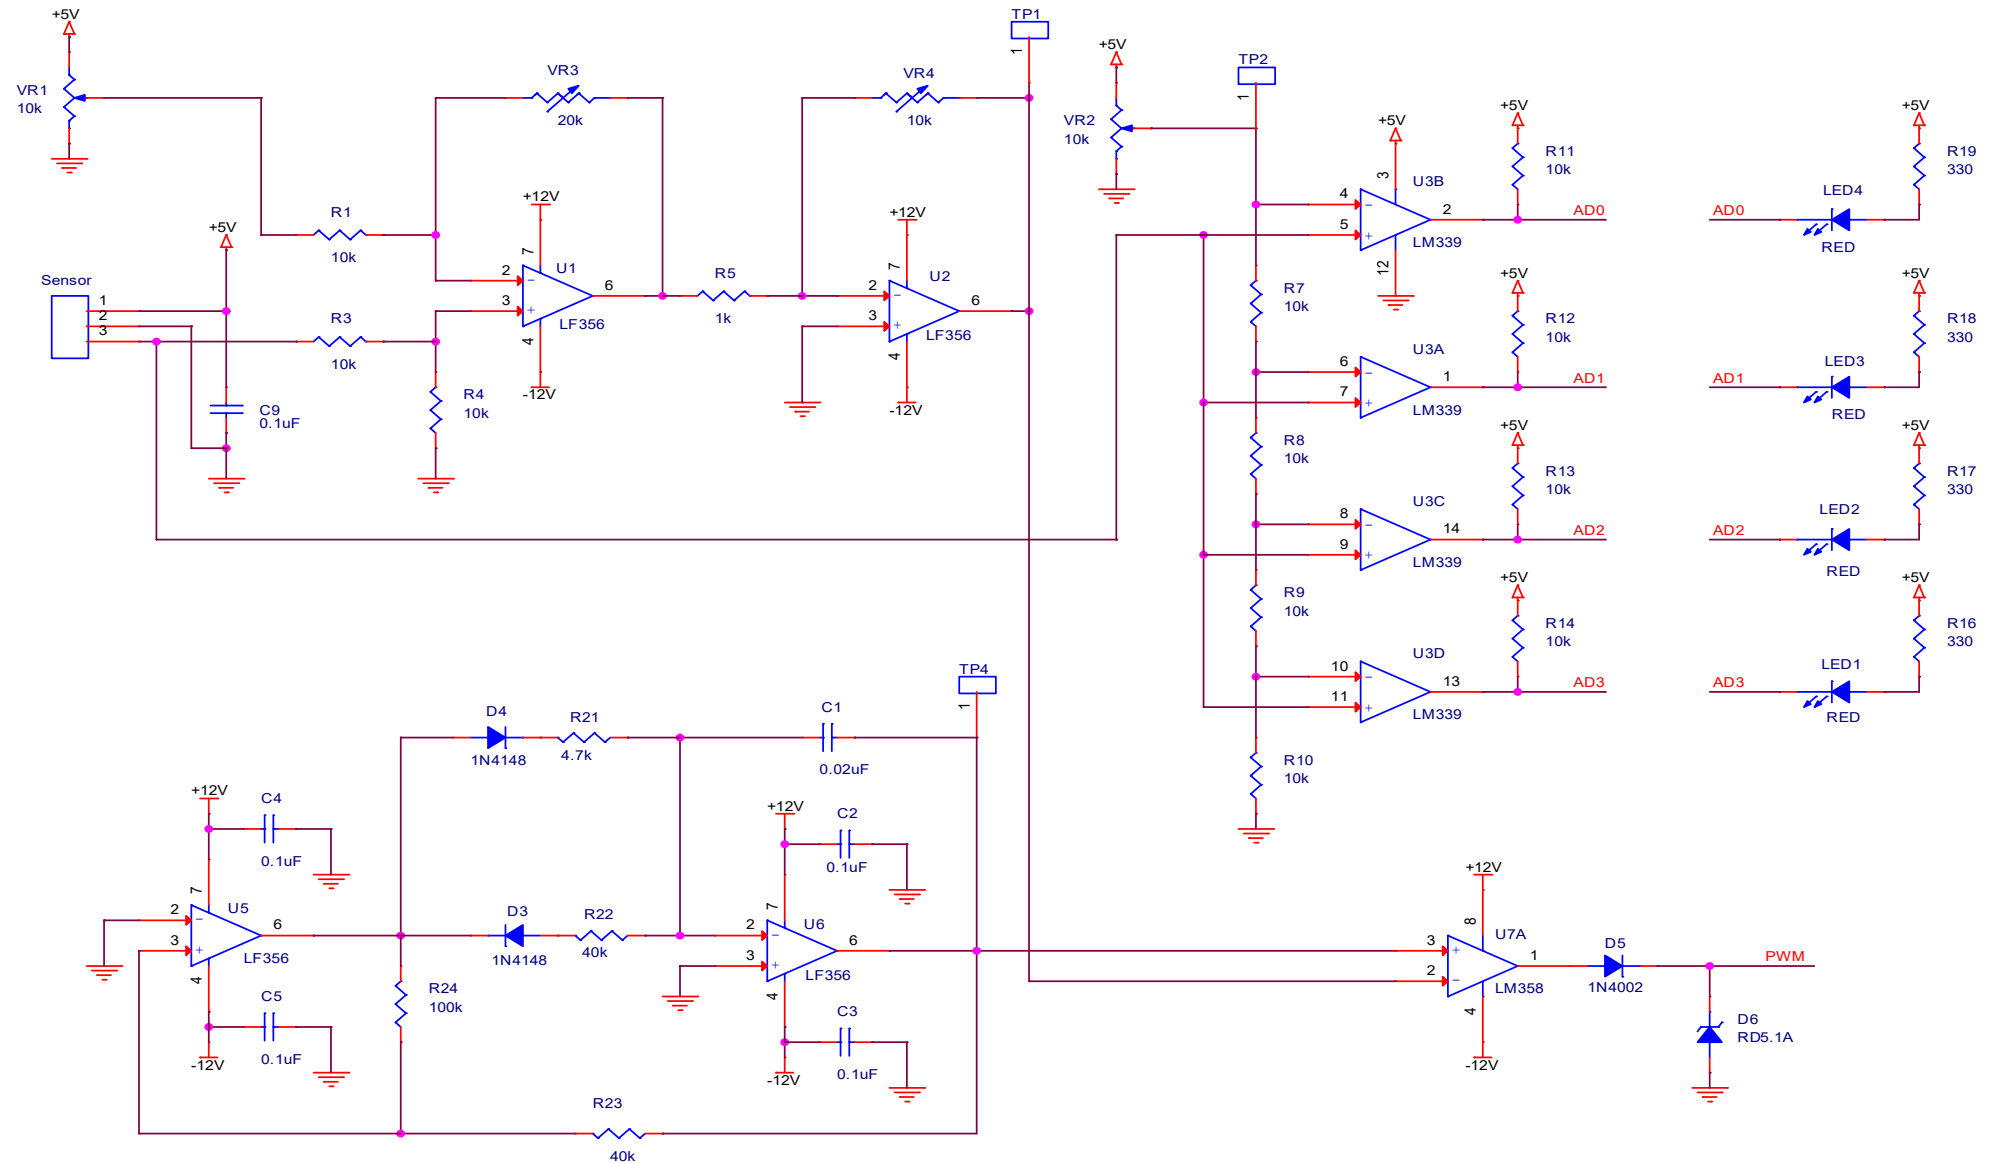 +5V
VR1
10k
VR3
20k
VR4
10k
TP1
1
+5V
VR2
10k
TP2
1
+5V
3
U3B
4
5
2
LM339
12
+5V
R11
10k
AD0
AD0
LED4
RED
+5V
R19
330
R1
10k
+12V
7
2
3
U1
6
LF356
4
-12V
R5
1k
+12V
7
2
3
U2
6
LF356
4
-12V
+5V
Sensor
1
2
3
R3
10k
R4
10k
C9
0.1uF
R7
10k
6
7
U3A
1
LM339
+5V
R12
10k
AD1
AD1
LED3
RED
+5V
R18
330
R8
10k
8
9
U3C
14
LM339
+5V
R13
10k
AD2
AD2
LED2
RED
+5V
R17
330
R9
10k
10
11
U3D
13
LM339
+5V
R14
10k
AD3
AD3
LED1
RED
+5V
R16
330
R10
10k
TP4
1
D4
1N4148
R21
4.7k
C1
0.02uF
+12V
C4
0.1uF
7
2
3
U5
6
LF356
4
C5
0.1uF
-12V
D3
1N4148
R22
40k
R24
100k
+12V
C2
0.1uF
7
2
3
U6
6
LF356
4
C3
0.1uF
-12V
R23
40k
+12V
8
3
2
U7A
1
LM358
4
-12V
D5
1N4002
PWM
D6
RD5.1A